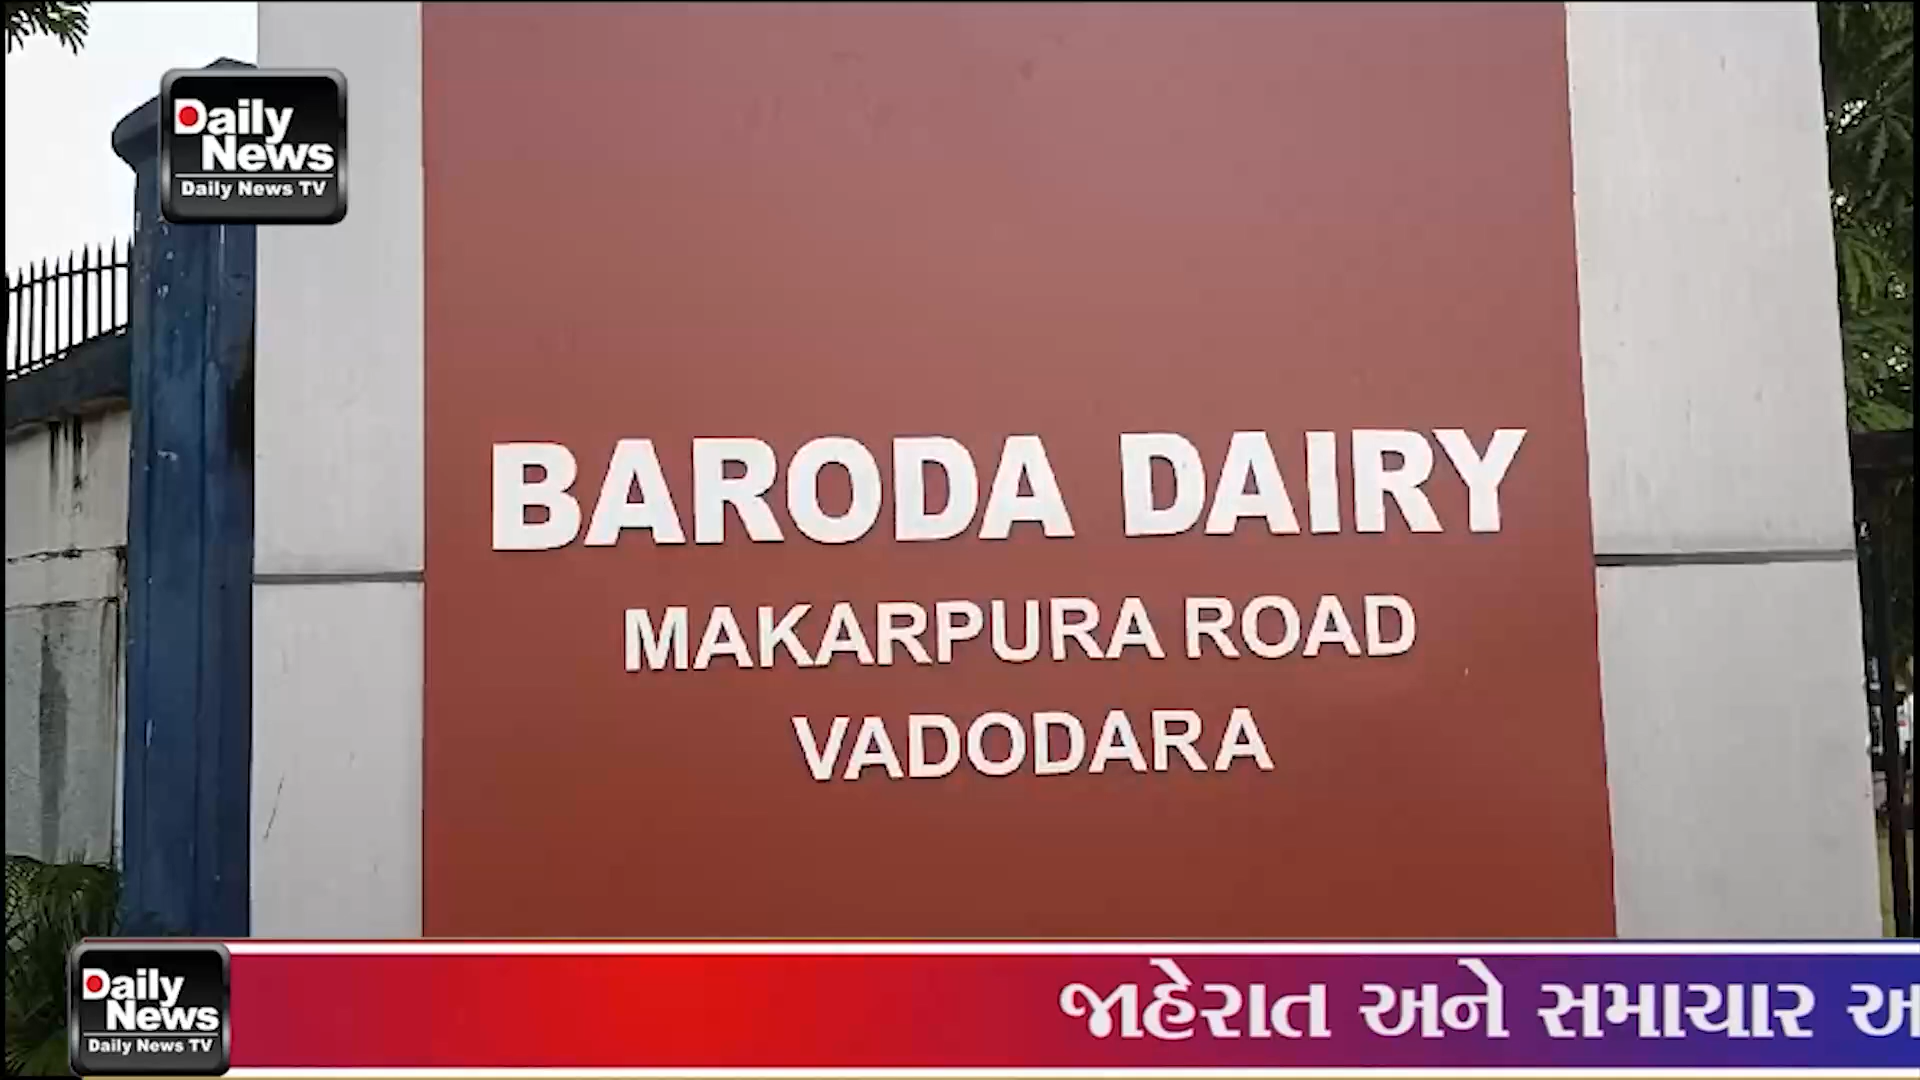 Daily
News
Daily News TV
BARODA DAIRY
MAKARPURA ROAD
VADODARA
Daily
News
Daily News TV
જાહેરાત અને સમાચાર અ